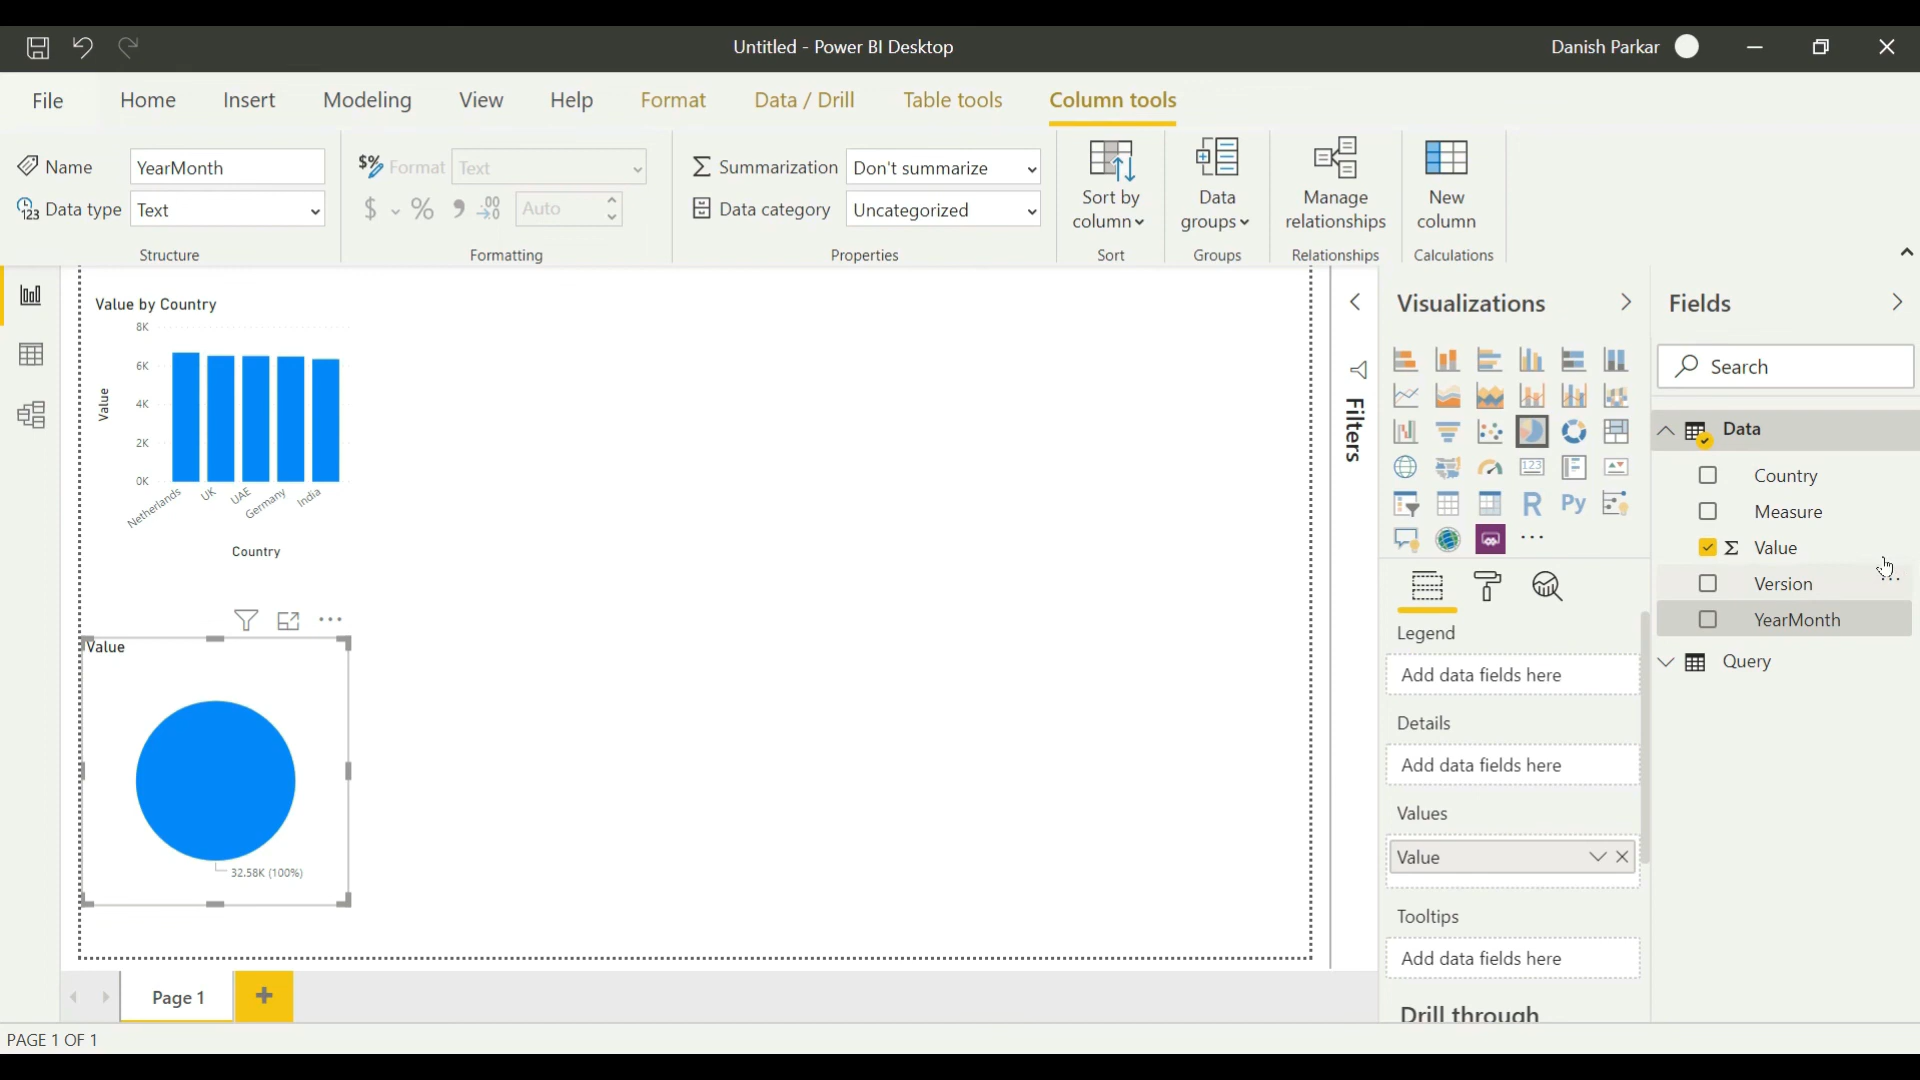 Untitled - Power BI Desktop
Danish Parkar
File Home Insert Modeling View Help Format Data / Drill Table tools Column tools
Name YearMonth
Data type Text
Structure
Format Text
$ % 9 .00 Auto
Formatting
Summarization Don't summarize
Data category Uncategorized
Properties
Sort by
column
Sort
Data
groups
Groups
Manage
relationships
Relationships
New
column
Calculations
Value by Country
8K
6K
4K
2K
0K
Value
Netherlands UK UAE Germany India
Country
Value
32.58K (100%)
Filters
Visualizations
123
R Py
Legend
Add data fields here
Details
Add data fields here
Values
Value
Tooltips
Add data fields here
Drill through
Fields
Search
Data
Country
Measure
Σ Value
Version
YearMonth
Query
Page 1
PAGE 1 OF 1